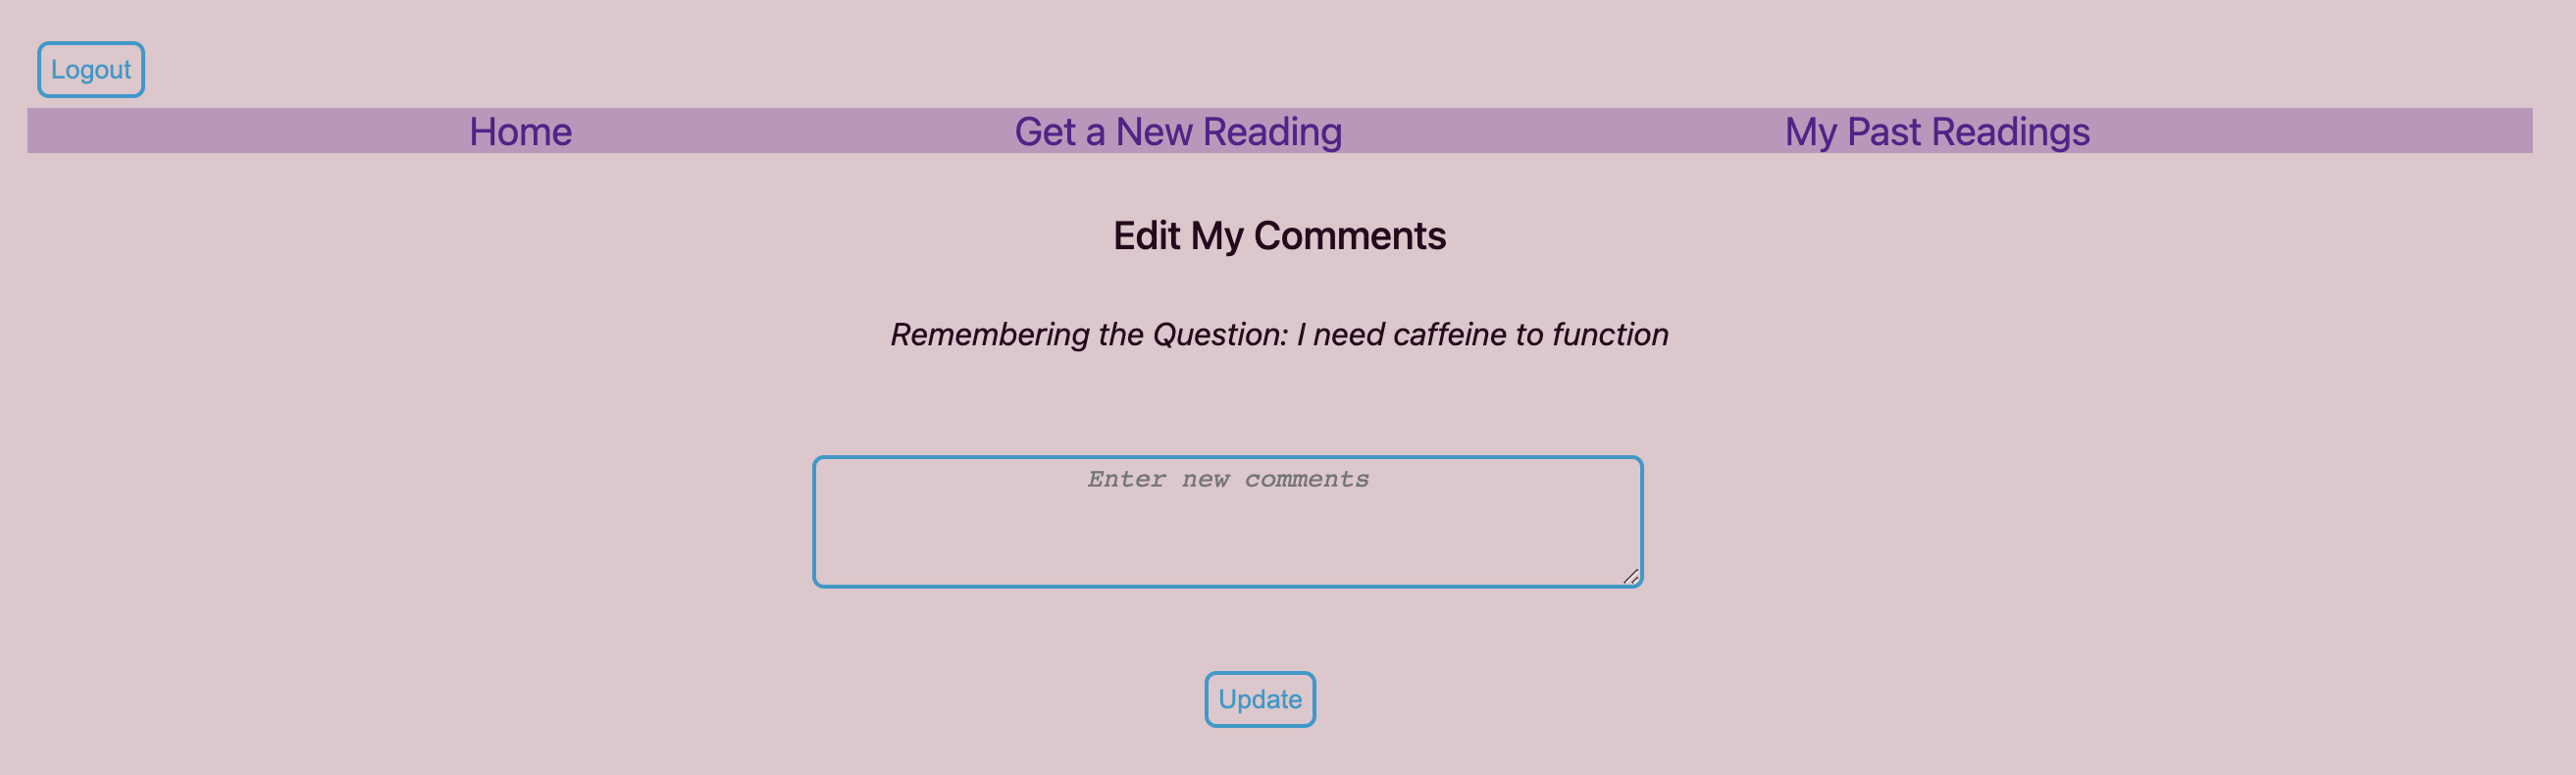 Logout
Home Get a New Reading My Past Readings
Edit My Comments
Remembering the Question: I need caffeine to function
Enter new comments
Update